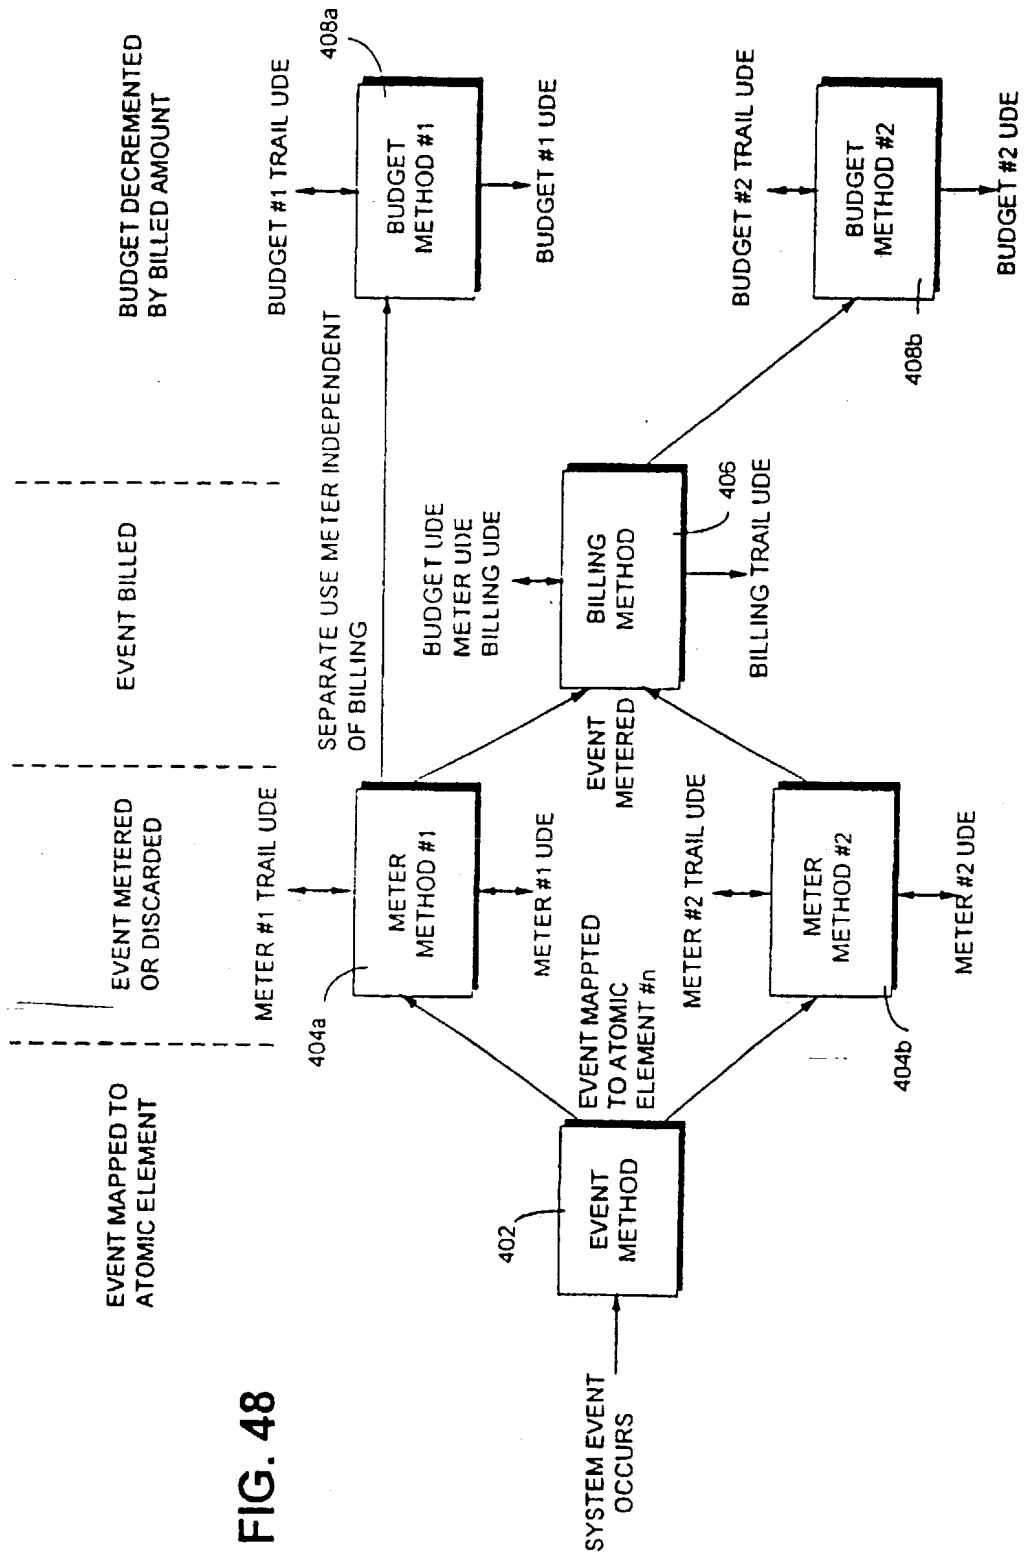 FIG. 48
EVENT MAPPED TO
ATOMIC ELEMENT
EVENT METERED
OR DISCARDED
EVENT BILLED
BUDGET DECREMENTED
BY BILLED AMOUNT
SYSTEM EVENT
OCCURS
402
EVENT
METHOD
EVENT MAPPTED
TO ATOMIC
ELEMENT #n
METER #1 TRAIL UDE
404a
METER
METHOD #1
METER #1 UDE
METER #2 TRAIL UDE
METER
METHOD #2
404b
METER #2 UDE
SEPARATE USE METER INDEPENDENT
OF BILLING
EVENT
METERED
BUDGET UDE
METER UDE
BILLING UDE
BILLING
METHOD
406
BILLING TRAIL UDE
BUDGET #1 TRAIL UDE
408a
BUDGET
METHOD #1
BUDGET #1 UDE
BUDGET #2 TRAIL UDE
BUDGET
METHOD #2
408b
BUDGET #2 UDE